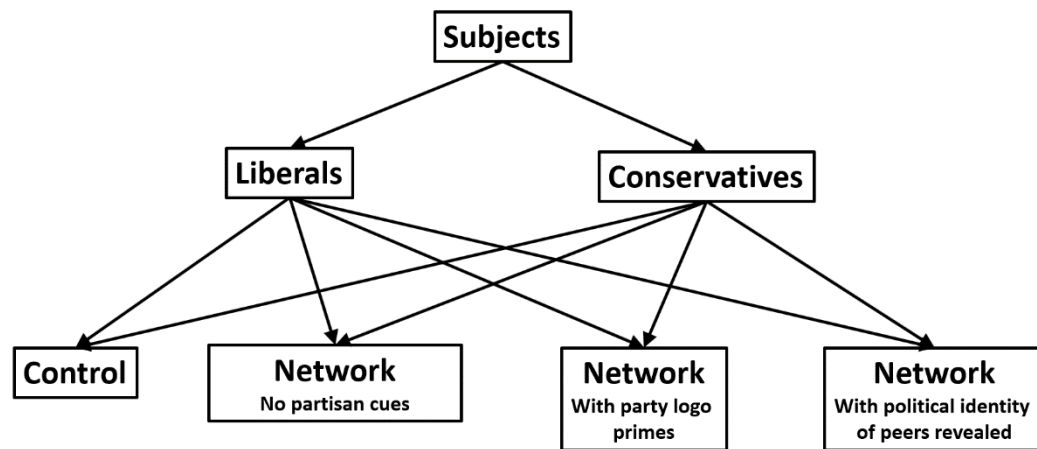 Subjects
Liberals
Conservatives
Control
Network
No partisan cues
Network
With party logo
primes
Network
With political identity
of peers revealed